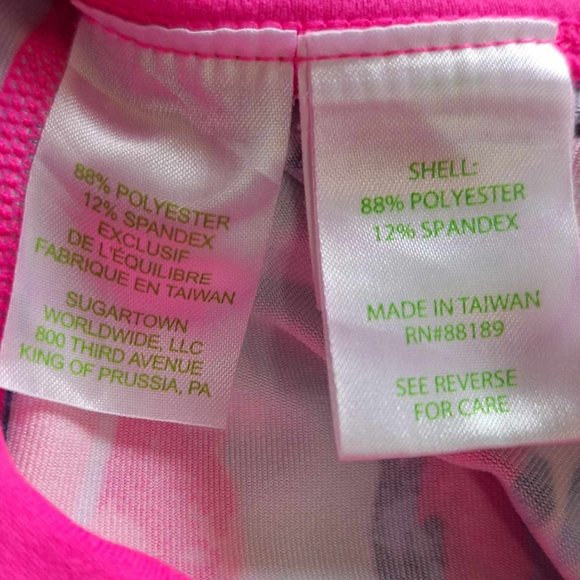 88% POLYESTER
12% SPANDEX
EXCLUSIF
DE L'ÉQUILIBRE
FABRIQUE EN TAIWAN
SUGARTOWN
WORLDWIDE, LLC
800 THIRD AVENUE
KING OF PRUSSIA, PA
SHELL:
88% POLYESTER
12% SPANDEX
MADE IN TAIWAN
RN#88189
SEE REVERSE
FOR CARE